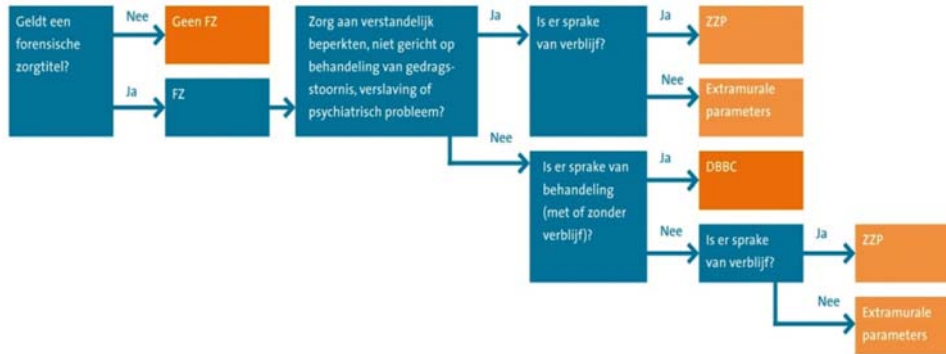 Geldt een
forensische
zorgtitel?
Nee
Geen FZ
Ja
FZ
Zorg aan verstandelijk
beperkten, niet gericht op
behandeling van gedrags-
stoornis, verslaving of
psychiatrisch probleem?
Ja
Is er sprake
van verblijf?
Ja
ZZP
Nee
Extramurale
parameters
Nee
Is er sprake van
behandeling
(met of zonder
verblijf)?
Ja
DBBC
Nee
Is er sprake
van verblijf?
Ja
ZZP
Nee
Extramurale
parameters